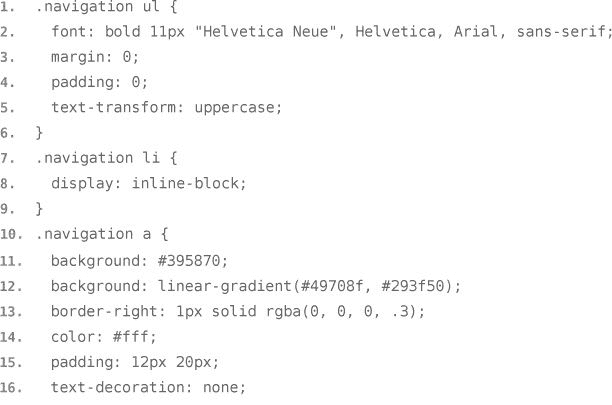 1. .navigation ul {
2.   font: bold 11px "Helvetica Neue", Helvetica, Arial, sans-serif;
3.   margin: 0;
4.   padding: 0;
5.   text-transform: uppercase;
6. }
7. .navigation li {
8.   display: inline-block;
9. }
10. .navigation a {
11.   background: #395870;
12.   background: linear-gradient(#49708f, #293f50);
13.   border-right: 1px solid rgba(0, 0, 0, .3);
14.   color: #fff;
15.   padding: 12px 20px;
16.   text-decoration: none;